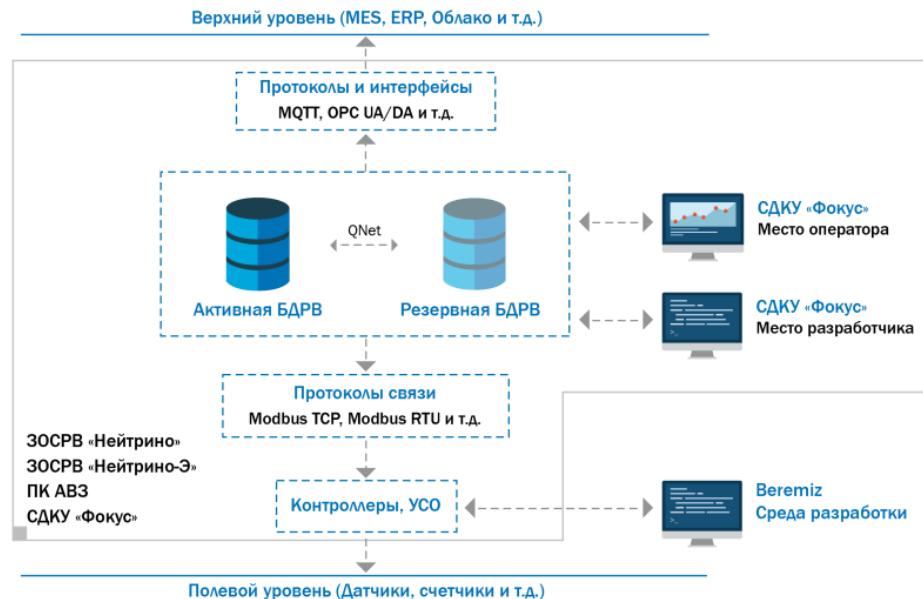 Верхний уровень (MES, ERP, Облако и т.д.)
Протоколы и интерфейсы
MQTT, OPC UA/DA и т.д.
QNet
Активная БДРВ
Резервная БДРВ
СДКУ «Фокус»
Место оператора
СДКУ «Фокус»
Место разработчика
Протоколы связи
Modbus TCP, Modbus RTU и т.д.
ЗОСРВ «Нейтрино»
ЗОСРВ «Нейтрино-Э»
ПК АВЗ
СДКУ «Фокус»
Контроллеры, УСО
Beremiz
Среда разработки
Полевой уровень (Датчики, счетчики и т.д.)